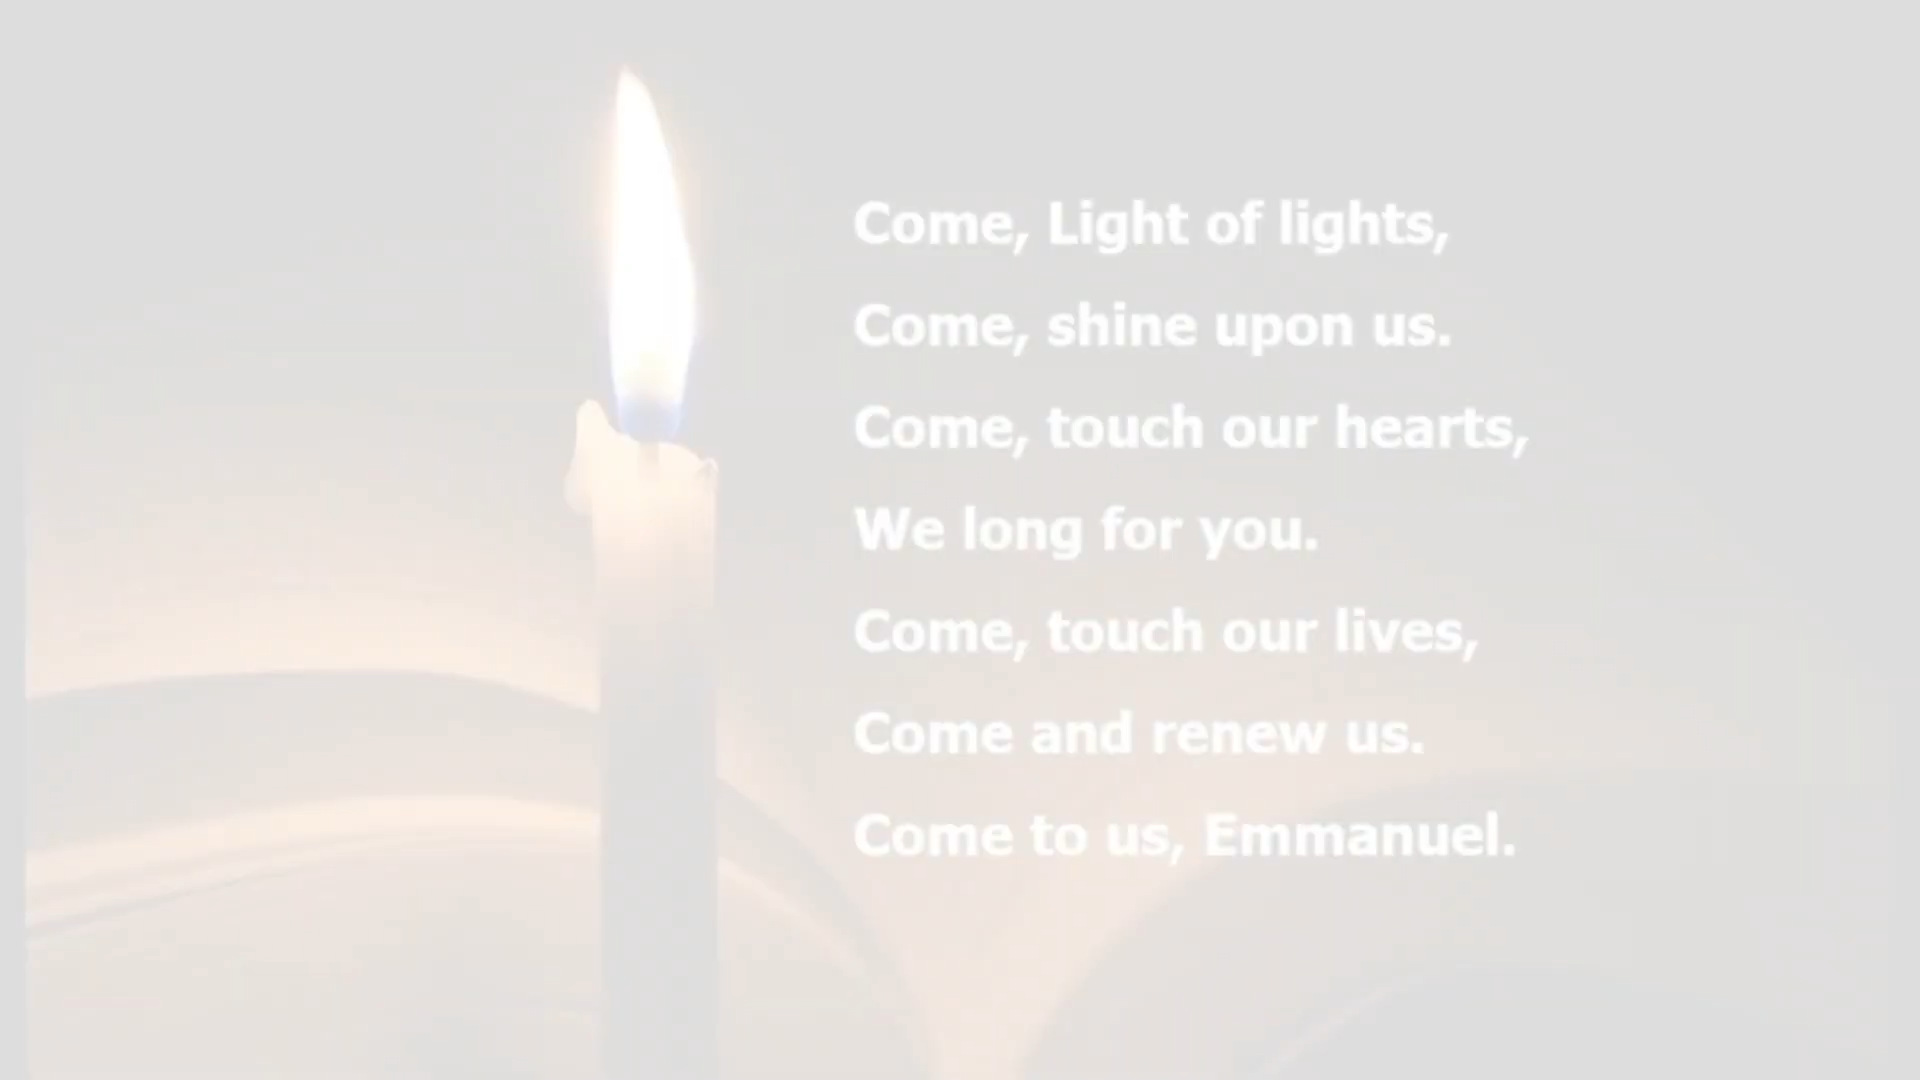 Come, Light of lights,
Come, shine upon us.
Come, touch our hearts,
We long for you.
Come, touch our lives,
Come and renew us.
Come to us, Emmanuel.